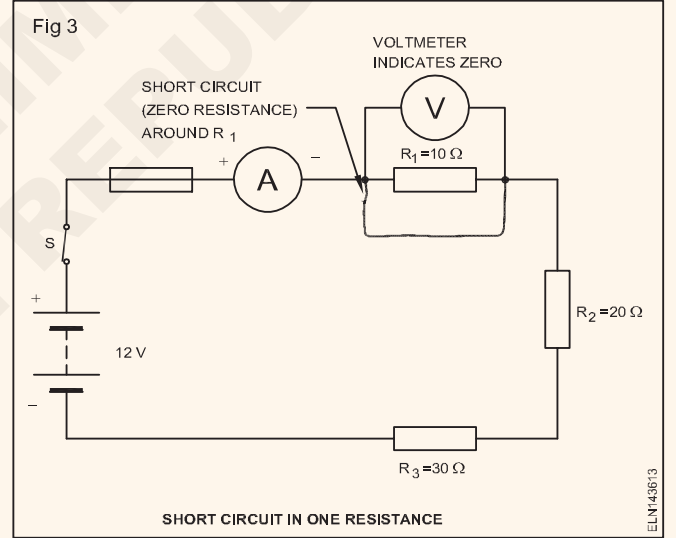 Fig 3
VOLTMETER
INDICATES ZERO
SHORT CIRCUIT
(ZERO RESISTANCE)
AROUND R 1
V
R1=10 Ω
+
A
–
S
+
12 V
–
R2=20 Ω
R3=30 Ω
SHORT CIRCUIT IN ONE RESISTANCE
ELN143613